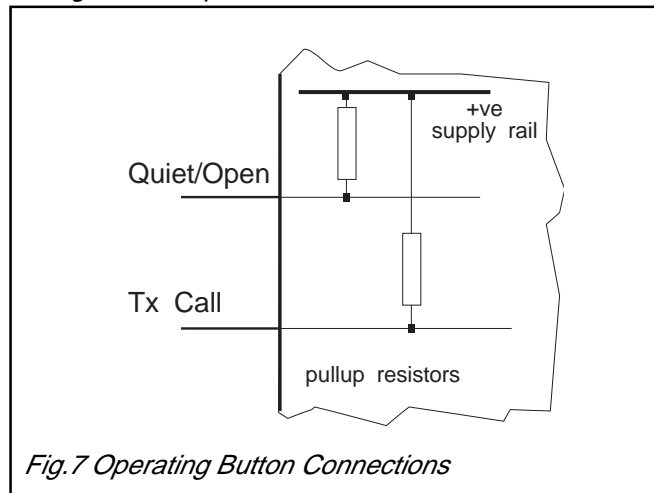 +ve
supply rail
Quiet/Open
Tx Call
pullup resistors
Fig.7 Operating Button Connections